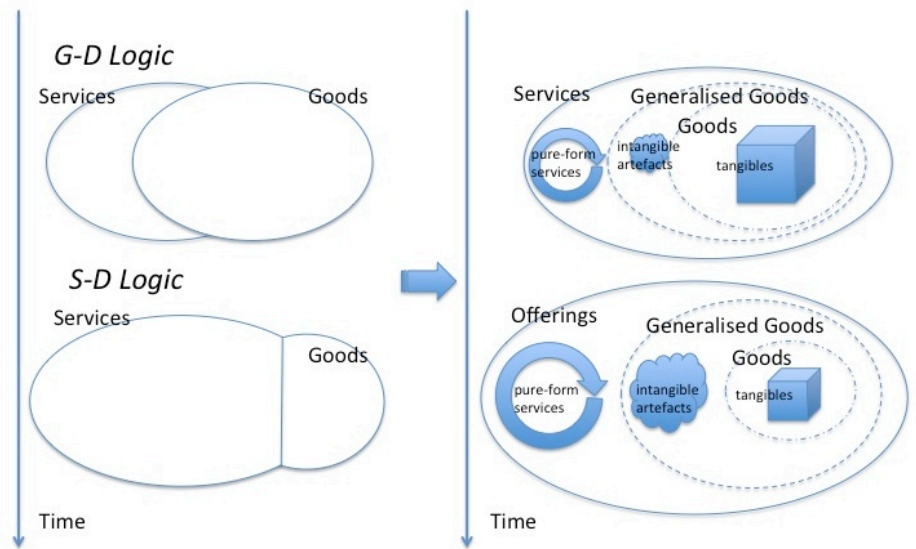 G-D Logic
Services
Goods
S-D Logic
Services
Goods
Time
Services
Generalised Goods
Goods
pure-form
services
intangible
artefacts
tangibles
Offerings
Generalised Goods
Goods
pure-form
services
intangible
artefacts
tangibles
Time